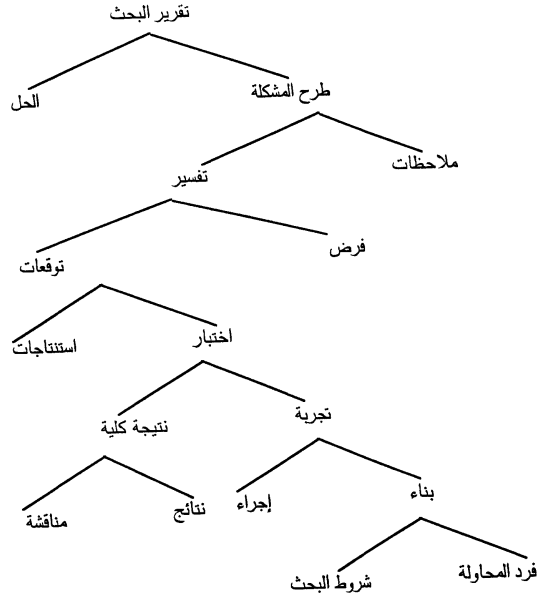 تقرير البحث
طرح المشكلة
الحل
ملاحظات
تفسير
فرض
توقعات
اختبار
استنتاجات
تجربة
نتيجة كلية
بناء
إجراء
نتائج
مناقشة
فرد المحاولة
شروط البحث